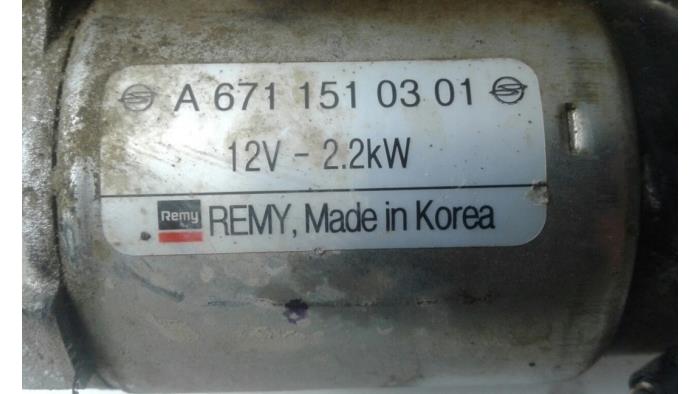 A 671 151 03 01
12V - 2.2kW
Remy REMY, Made in Korea